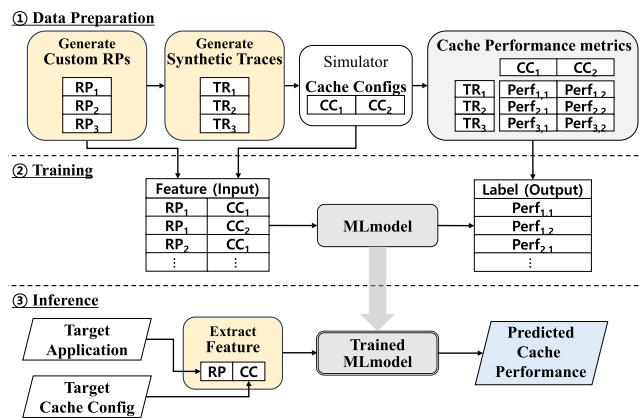 ① Data Preparation
Generate
Custom RPs
RP1
RP2
RP3
Generate
Synthetic Traces
TR1
TR2
TR3
Simulator
Cache Configs
CC1 CC2
Cache Performance metrics
CC1 CC2
TR1 Perf1,1 Perf1,2
TR2 Perf2,1 Perf2,2
TR3 Perf3,1 Perf3,2
② Training
Feature (Input)
RP1 CC1
RP1 CC2
RP2 CC1
⋮ ⋮
MLmodel
Label (Output)
Perf1,1
Perf1,2
Perf2,1
⋮
③ Inference
Target
Application
Target
Cache Config
Extract
Feature
RP CC
Trained
MLmodel
Predicted
Cache
Performance